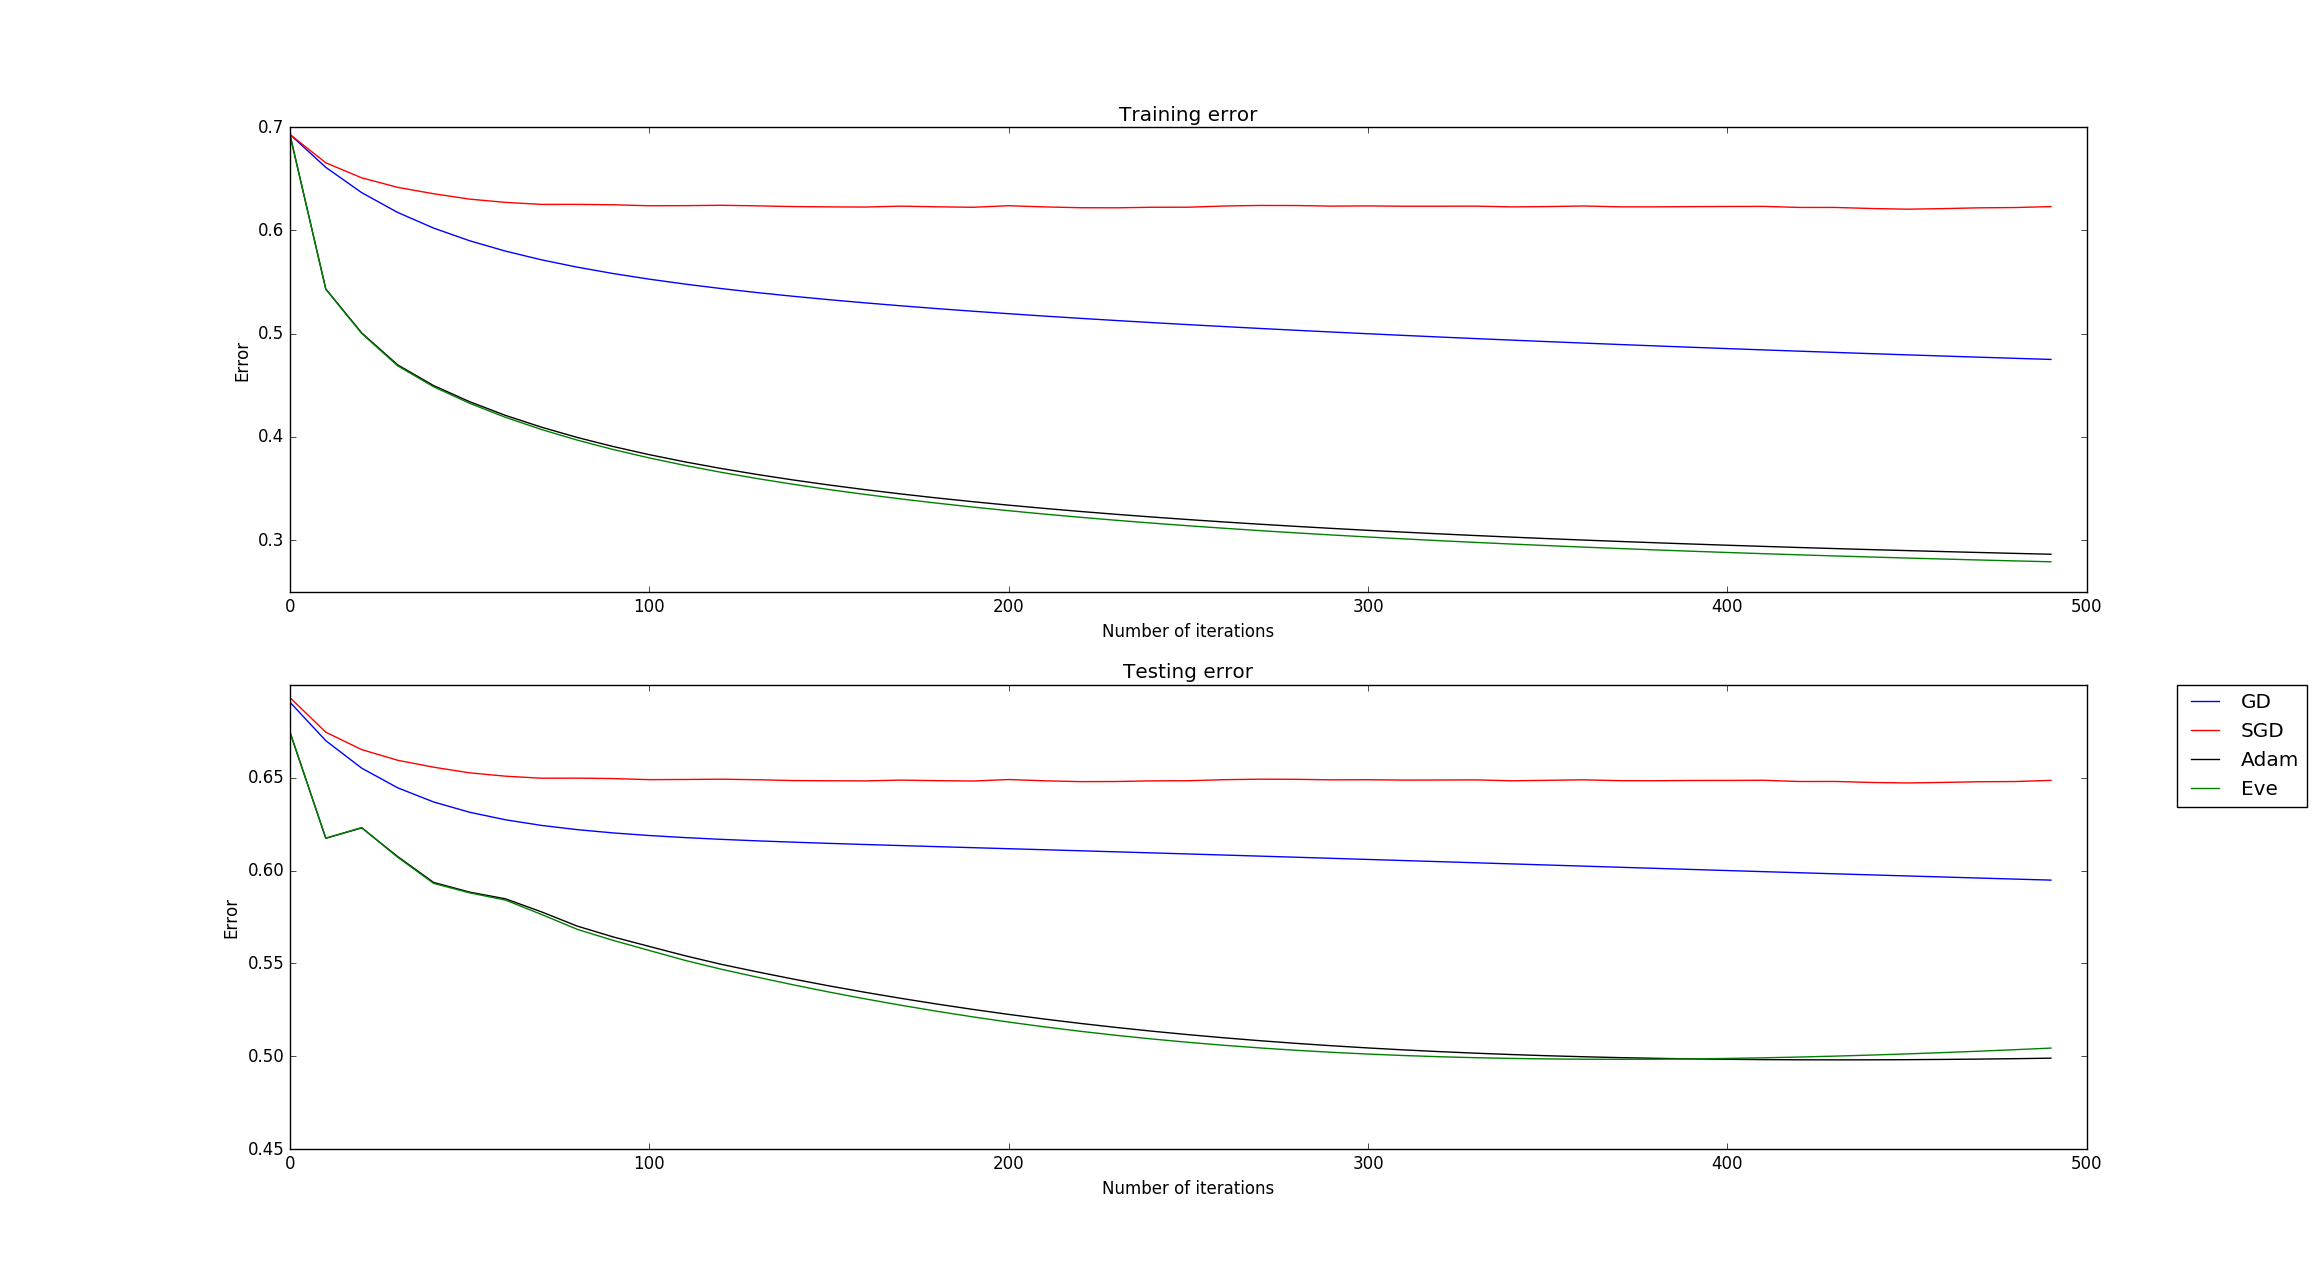 Training error
0.7
0.6
0.5
0.4
0.3
Error
0 100 200 300 400 500
Number of iterations
Testing error
0.65
0.60
0.55
0.50
0.45
Error
0 100 200 300 400 500
Number of iterations
GD
SGD
Adam
Eve